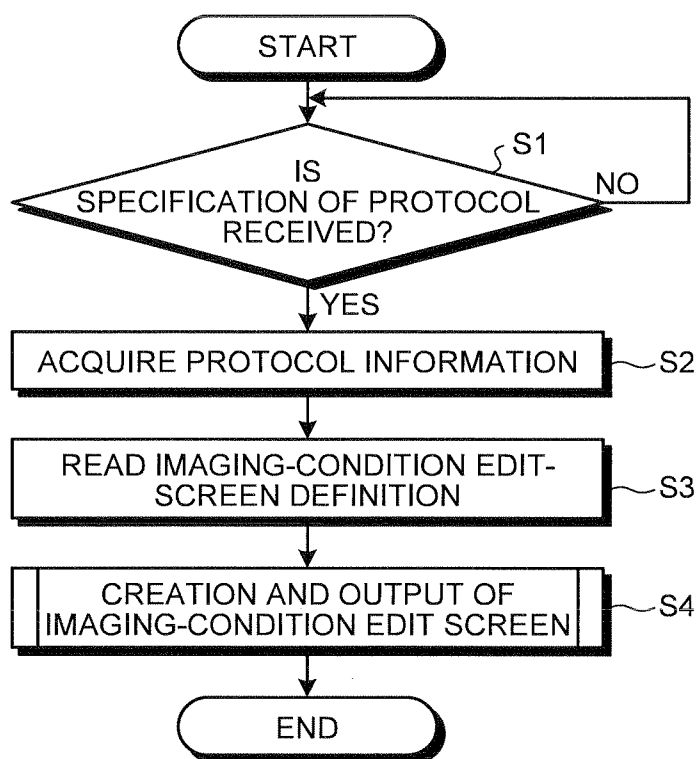 START
S1
IS
SPECIFICATION OF PROTOCOL
RECEIVED?
NO
YES
ACQUIRE PROTOCOL INFORMATION
S2
READ IMAGING-CONDITION EDIT-
SCREEN DEFINITION
S3
CREATION AND OUTPUT OF
IMAGING-CONDITION EDIT SCREEN
S4
END